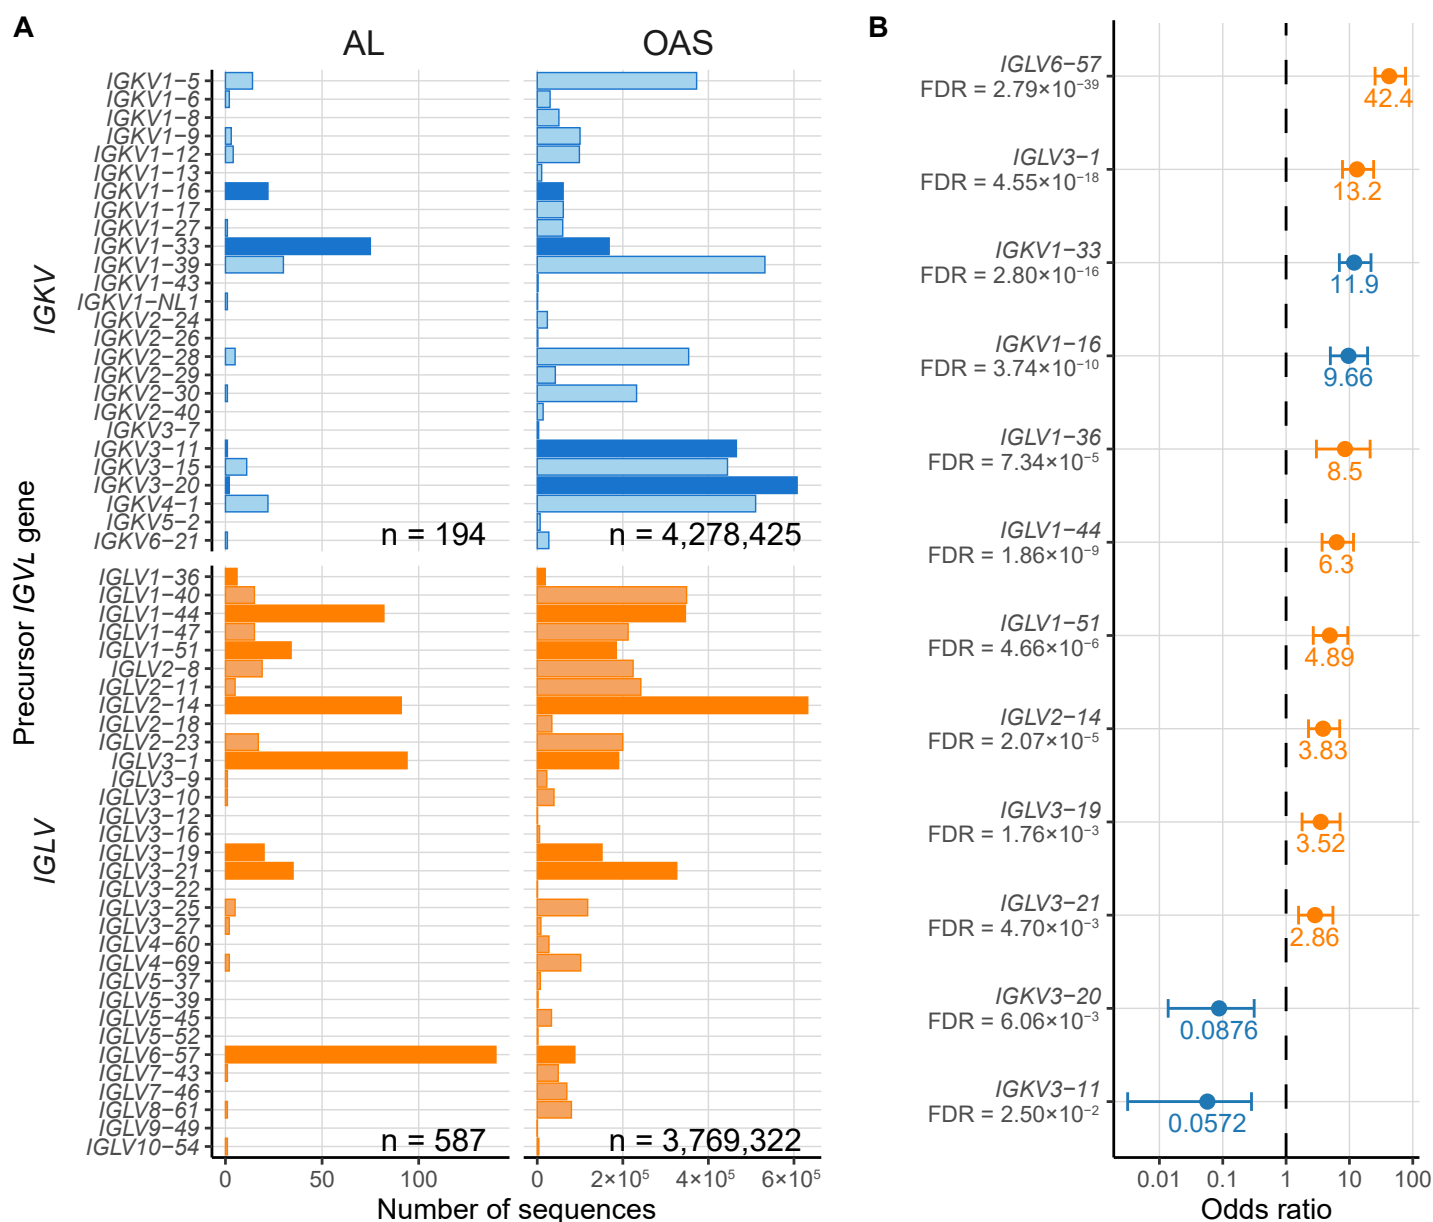 A
AL
OAS
Precursor IGVL gene
IGKV
IGKV1−5
IGKV1−6
IGKV1−8
IGKV1−9
IGKV1−12
IGKV1−13
IGKV1−16
IGKV1−17
IGKV1−27
IGKV1−33
IGKV1−39
IGKV1−43
IGKV1−NL1
IGKV2−24
IGKV2−26
IGKV2−28
IGKV2−29
IGKV2−30
IGKV2−40
IGKV3−7
IGKV3−11
IGKV3−15
IGKV3−20
IGKV4−1
IGKV5−2
IGKV6−21
n = 194
n = 4,278,425
IGLV
IGLV1−36
IGLV1−40
IGLV1−44
IGLV1−47
IGLV1−51
IGLV2−8
IGLV2−11
IGLV2−14
IGLV2−18
IGLV2−23
IGLV3−1
IGLV3−9
IGLV3−10
IGLV3−12
IGLV3−16
IGLV3−19
IGLV3−21
IGLV3−22
IGLV3−25
IGLV3−27
IGLV4−60
IGLV4−69
IGLV5−37
IGLV5−39
IGLV5−45
IGLV5−52
IGLV6−57
IGLV7−43
IGLV7−46
IGLV8−61
IGLV9−49
IGLV10−54
n = 587
n = 3,769,322
0 50 100
0 2×10⁵ 4×10⁵ 6×10⁵
Number of sequences
B
IGLV6−57
FDR = 2.79×10⁻³⁹
42.4
IGLV3−1
FDR = 4.55×10⁻¹⁸
13.2
IGKV1−33
FDR = 2.80×10⁻¹⁶
11.9
IGKV1−16
FDR = 3.74×10⁻¹⁰
9.66
IGLV1−36
FDR = 7.34×10⁻⁵
8.5
IGLV1−44
FDR = 1.86×10⁻⁹
6.3
IGLV1−51
FDR = 4.66×10⁻⁶
4.89
IGLV2−14
FDR = 2.07×10⁻⁵
3.83
IGLV3−19
FDR = 1.76×10⁻³
3.52
IGLV3−21
FDR = 4.70×10⁻³
2.86
IGKV3−20
FDR = 6.06×10⁻³
0.0876
IGKV3−11
FDR = 2.50×10⁻²
0.0572
0.01 0.10 1 10 100
Odds ratio